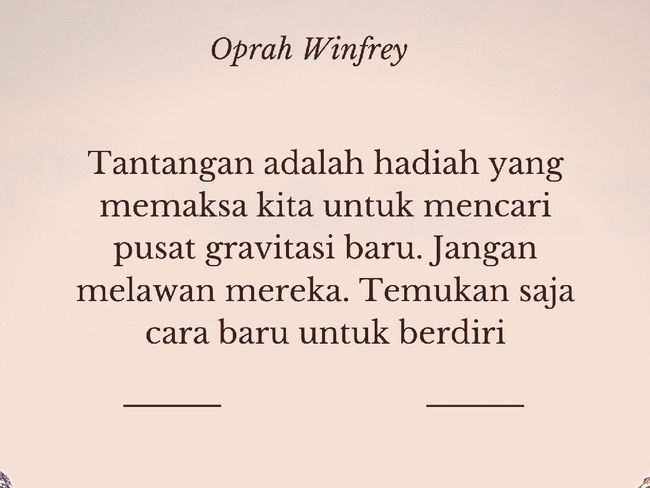 Oprah Winfrey
Tantangan adalah hadiah yang
memaksa kita untuk mencari
pusat gravitasi baru. Jangan
melawan mereka. Temukan saja
cara baru untuk berdiri